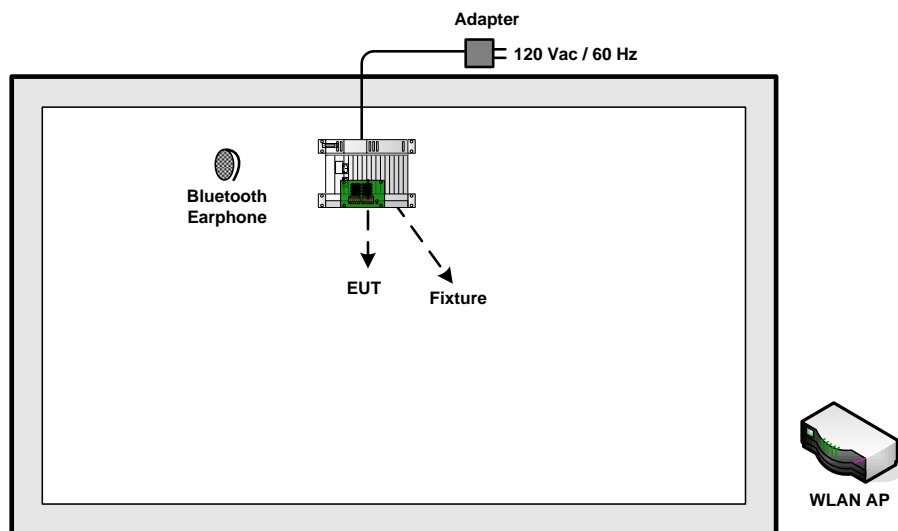 Adapter
120 Vac / 60 Hz
Bluetooth
Earphone
EUT
Fixture
WLAN AP